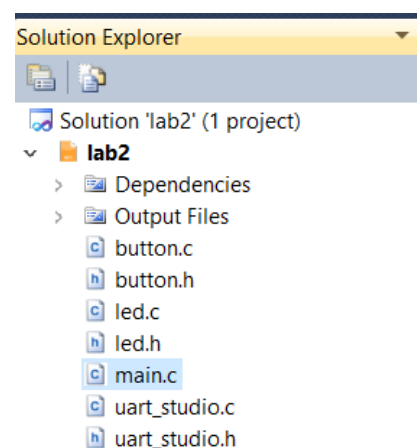 Solution Explorer
Solution 'lab2' (1 project)
lab2
Dependencies
Output Files
button.c
button.h
led.c
led.h
main.c
uart_studio.c
uart_studio.h